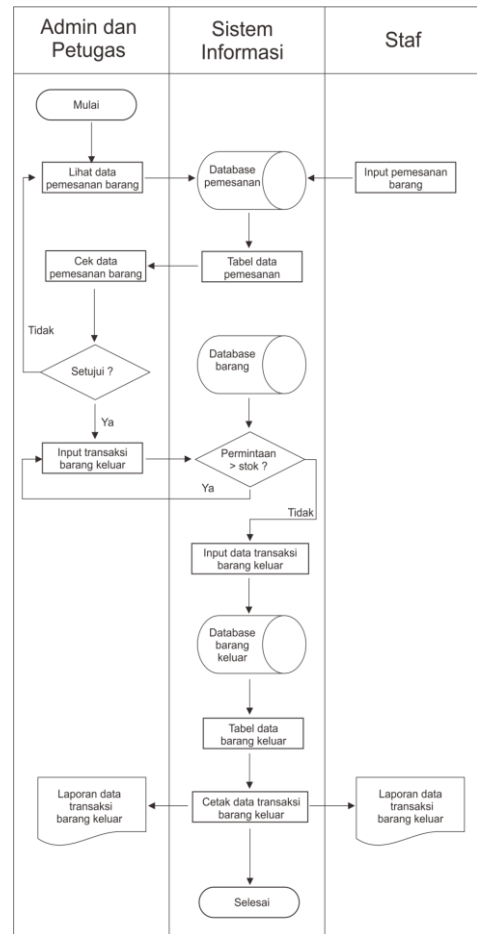 Admin dan
Petugas
Sistem
Informasi
Staf
Mulai
Lihat data
pemesanan barang
Database
pemesanan
Input pemesanan
barang
Cek data
pemesanan barang
Tabel data
pemesanan
Tidak
Setujui ?
Database
barang
Ya
Input transaksi
barang keluar
Permintaan
> stok ?
Ya
Tidak
Input data transaksi
barang keluar
Database
barang
keluar
Tabel data
barang keluar
Laporan data
transaksi
barang keluar
Cetak data transaksi
barang keluar
Laporan data
transaksi
barang keluar
Selesai